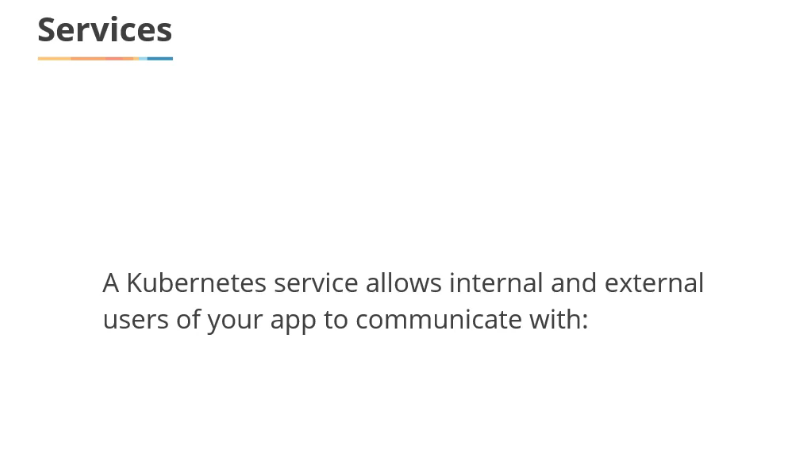 Services
A Kubernetes service allows internal and external
users of your app to communicate with: